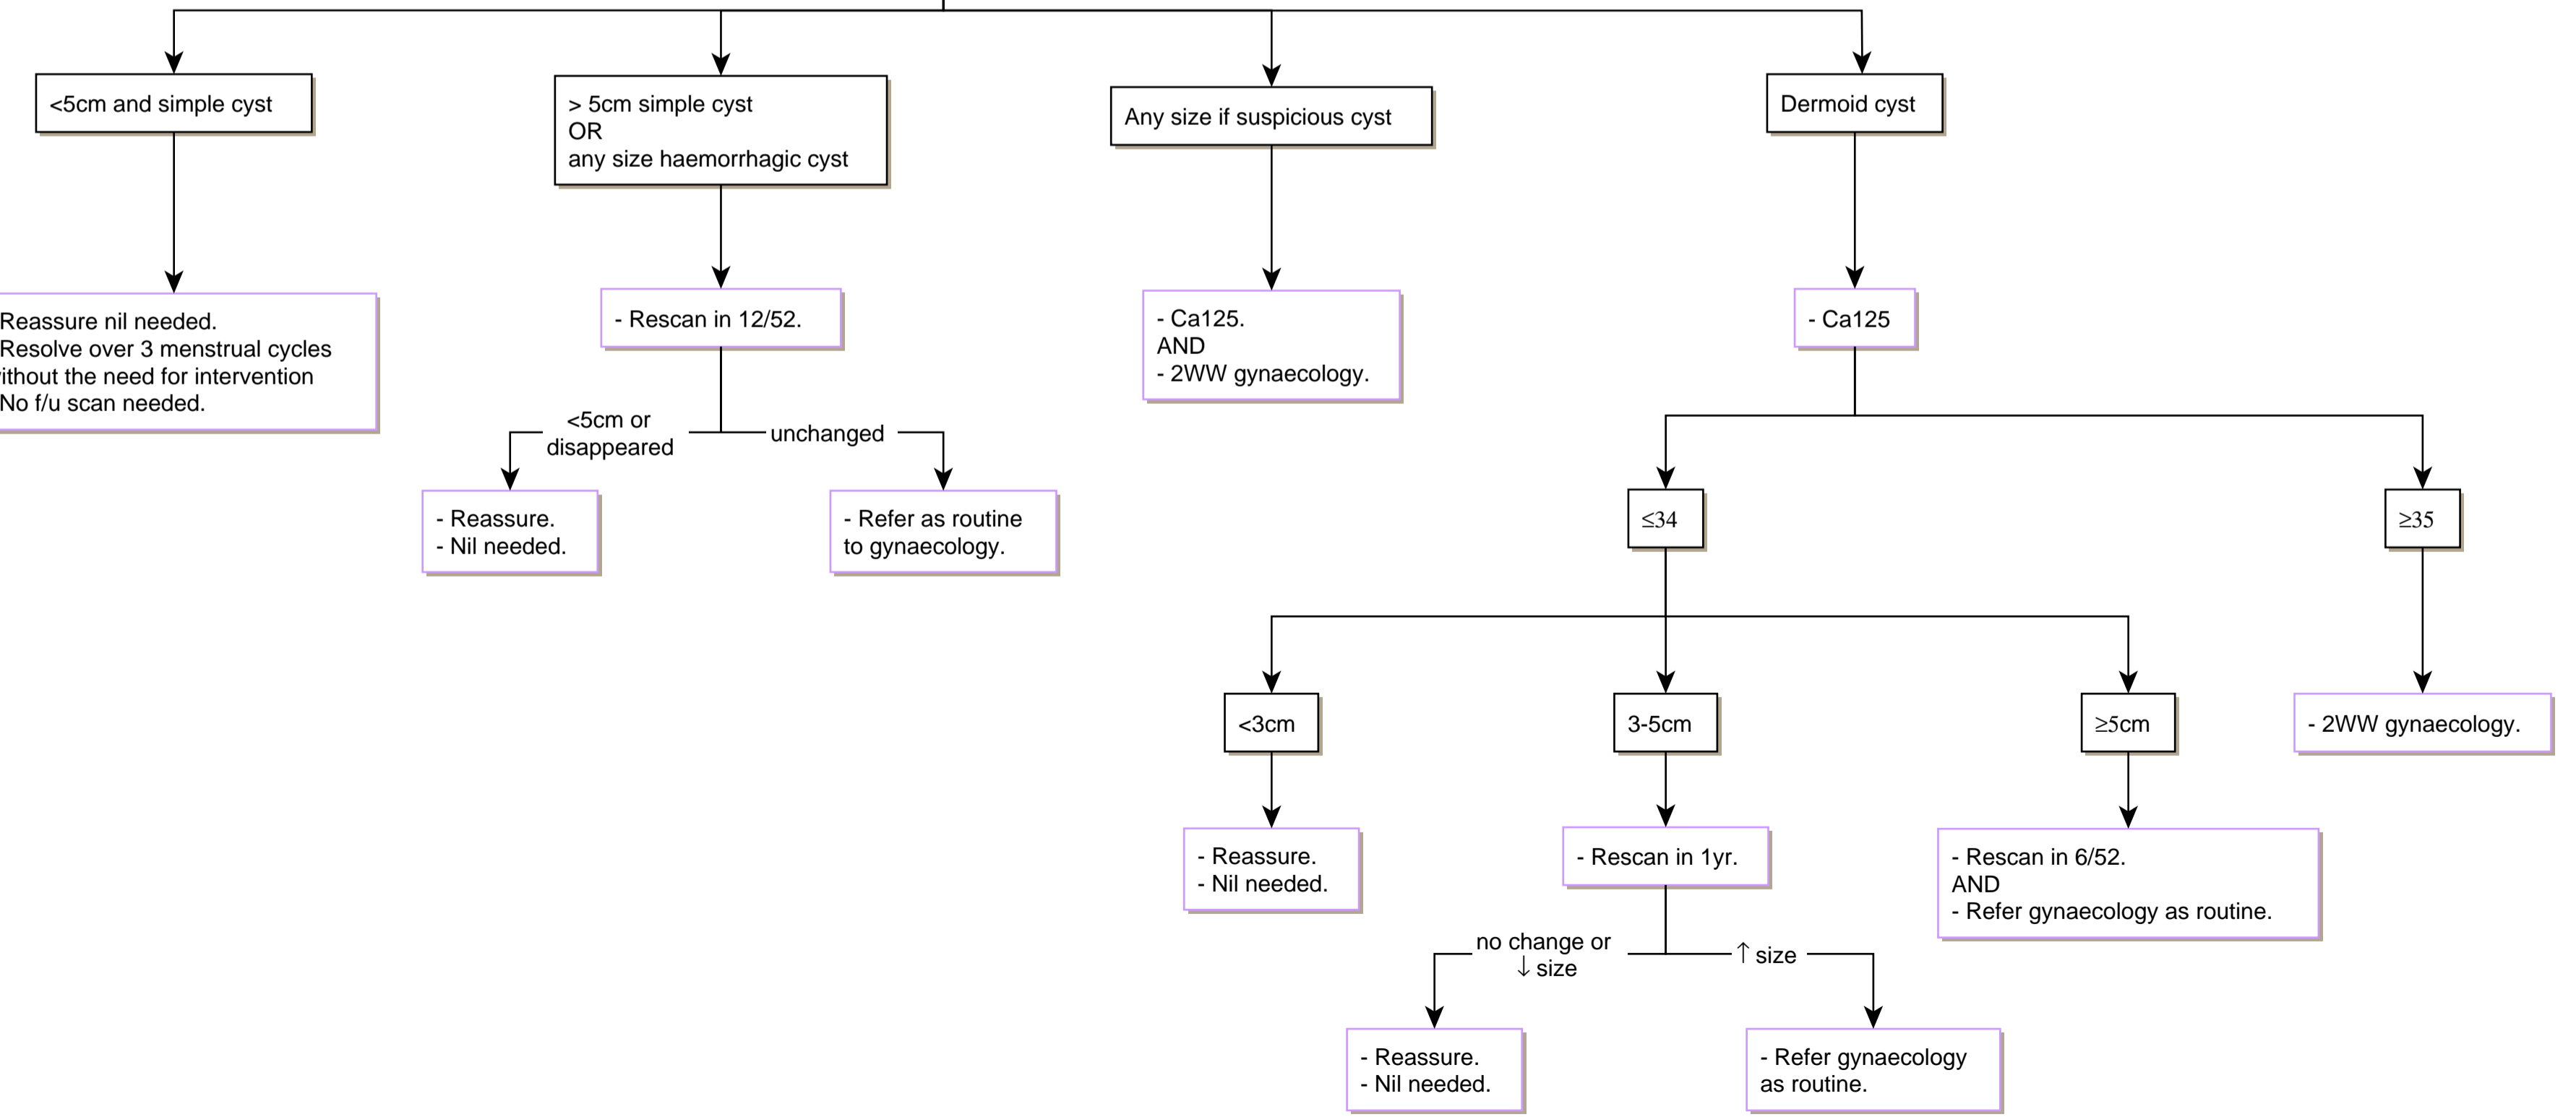 <5cm and simple cyst
> 5cm simple cyst
OR
any size haemorrhagic cyst
Any size if suspicious cyst
Dermoid cyst
Reassure nil needed.
Resolve over 3 menstrual cycles
ithout the need for intervention
No f/u scan needed.
- Rescan in 12/52.
- Ca125.
AND
- 2WW gynaecology.
- Ca125
<5cm or
disappeared
unchanged
- Reassure.
- Nil needed.
- Refer as routine
to gynaecology.
≤34
≥35
<3cm
3-5cm
≥5cm
- 2WW gynaecology.
- Reassure.
- Nil needed.
- Rescan in 1yr.
- Rescan in 6/52.
AND
- Refer gynaecology as routine.
no change or
↓ size
↑ size
- Reassure.
- Nil needed.
- Refer gynaecology
as routine.